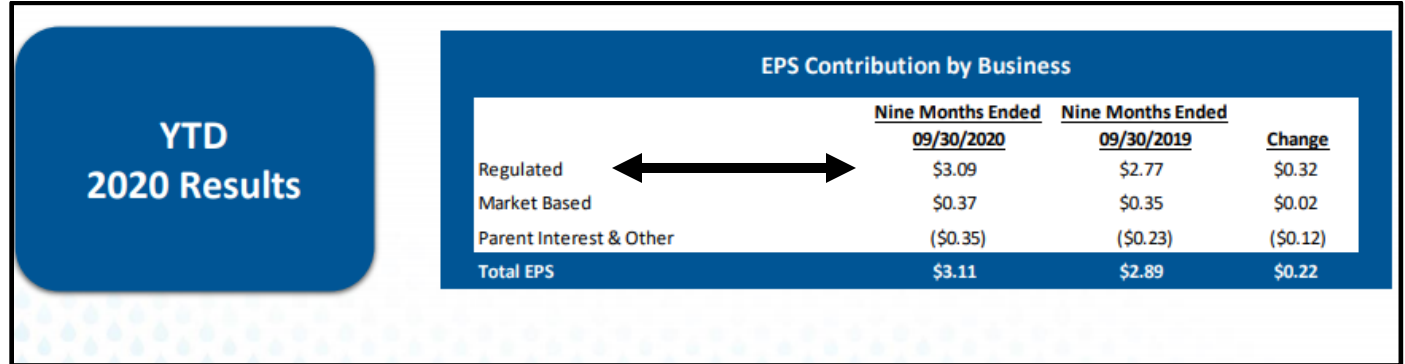 YTD
2020 Results
EPS Contribution by Business
Nine Months Ended Nine Months Ended
09/30/2020 09/30/2019 Change
Regulated $3.09 $2.77 $0.32
Market Based $0.37 $0.35 $0.02
Parent Interest & Other ($0.35) ($0.23) ($0.12)
Total EPS $3.11 $2.89 $0.22